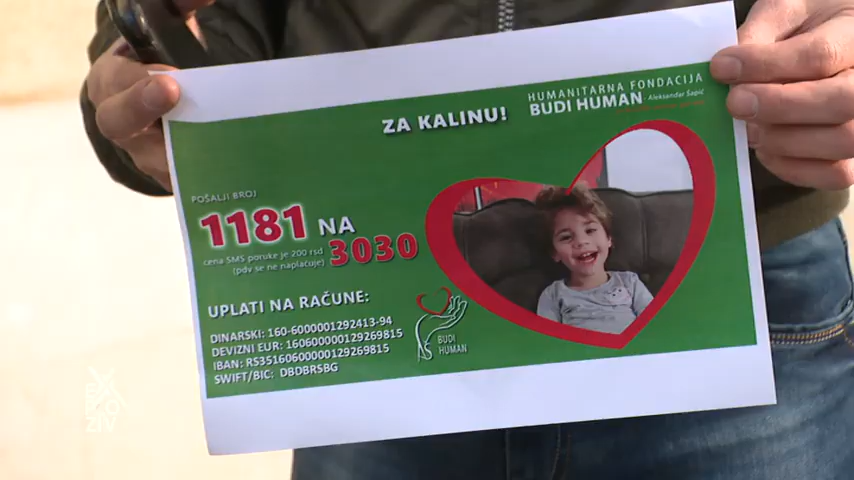 ZA KALINU!
HUMANITARNA FONDACIJA
BUDI HUMAN - Aleksandar Šapić
POŠALJI BROJ
1181 NA
3030
cena SMS poruke je 200 rsd
(pdv se ne naplaćuje)
UPLATI NA RAČUNE:
DINARSKI: 160-6000001292413-94
DEVIZNI EUR: 1606000001292698​15
IBAN: RS35160600000129269815
SWIFT/BIC: DBDBRSBG
BUDI
HUMAN